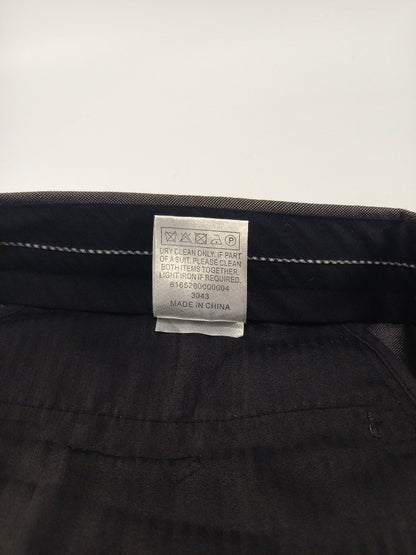 P
DRY CLEAN ONLY. IF PART
OF A SUIT, PLEASE CLEAN
BOTH ITEMS TOGETHER.
LIGHT IRON IF REQUIRED.
6165280000004
3043
MADE IN CHINA